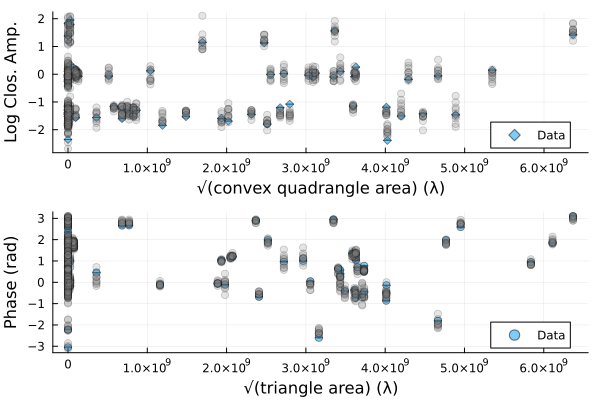 Log Clos. Amp.
2
1
0
−1
−2
Data
0 1.0×10⁹ 2.0×10⁹ 3.0×10⁹ 4.0×10⁹ 5.0×10⁹ 6.0×10⁹
√(convex quadrangle area) (λ)
Phase (rad)
3
2
1
0
−1
−2
−3
Data
0 1.0×10⁹ 2.0×10⁹ 3.0×10⁹ 4.0×10⁹ 5.0×10⁹ 6.0×10⁹
√(triangle area) (λ)